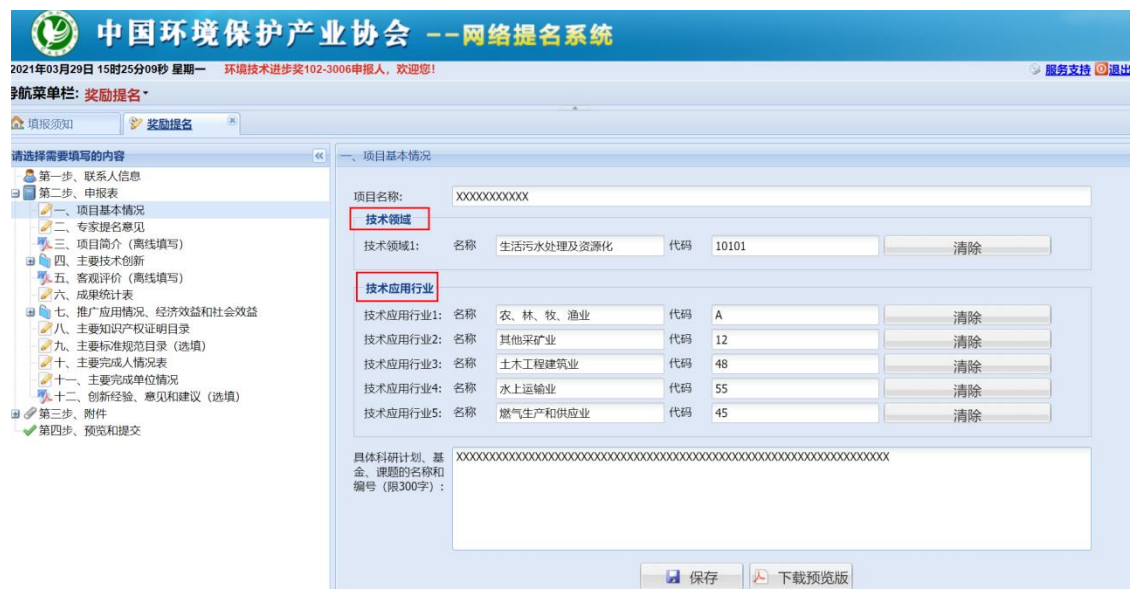 中国环境保护产业协会 --网络提名系统
2021年03月29日 15时25分09秒 星期一 环境技术进步奖102-3006申报人，欢迎您！ 服务支持 退出
导航菜单栏: 奖励提名
填报须知 奖励提名
请选择需要填写的内容
第一步、联系人信息
第二步、申报表
一、项目基本情况
二、专家提名意见
三、项目简介（离线填写）
四、主要技术创新
五、客观评价（离线填写）
六、成果统计表
七、推广应用情况、经济效益和社会效益
八、主要知识产权证明目录
九、主要标准规范目录（选填）
十、主要完成人情况表
十一、主要完成单位情况
十二、创新经验、意见和建议（选填）
第三步、附件
第四步、预览和提交
一、项目基本情况
项目名称: XXXXXXXXXXX
技术领域
技术领域1: 名称 生活污水处理及资源化 代码 10101 清除
技术应用行业
技术应用行业1: 名称 农、林、牧、渔业 代码 A 清除
技术应用行业2: 名称 其他采矿业 代码 12 清除
技术应用行业3: 名称 土木工程建筑业 代码 48 清除
技术应用行业4: 名称 水上运输业 代码 55 清除
技术应用行业5: 名称 燃气生产和供应业 代码 45 清除
具体科研计划、基
金、课题的名称和
编号（限300字）:
XXXXXXXXXXXXXXXXXXXXXXXXXXXXXXXXXXXXXXXXXXXXXXXXXXXXXXXXXXXXXXXXX
保存 下载预览版